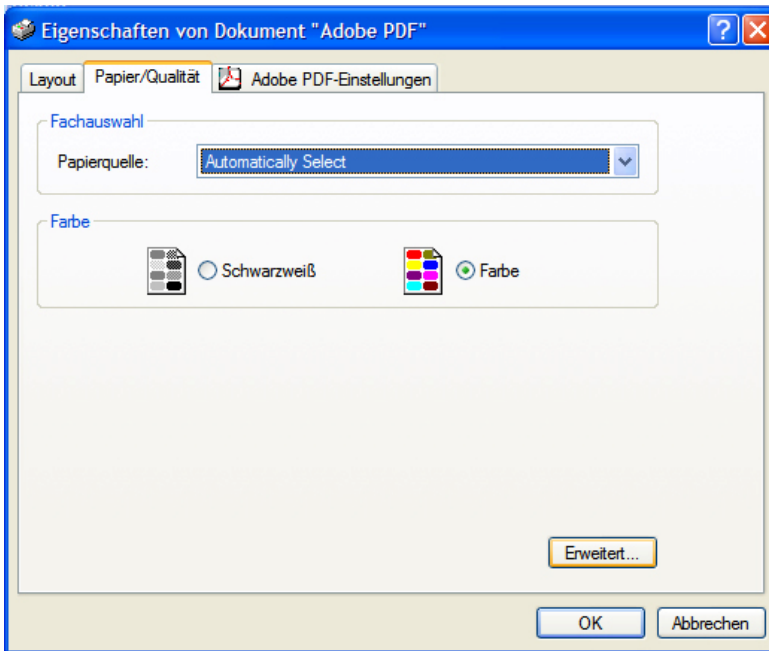 Eigenschaften von Dokument "Adobe PDF"
Layout Papier/Qualität Adobe PDF-Einstellungen
Fachauswahl
Papierquelle: Automatically Select
Farbe
Schwarzweiß Farbe
Erweitert...
OK Abbrechen